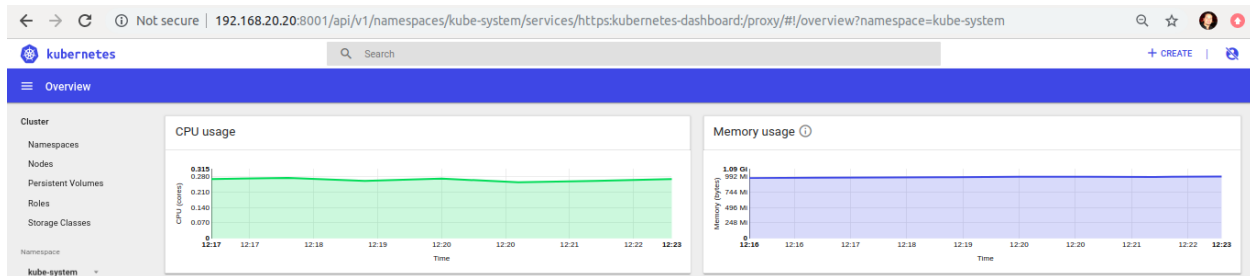 Not secure | 192.168.20.20:8001/api/v1/namespaces/kube-system/services/https:kubernetes-dashboard:/proxy/#!/overview?namespace=kube-system
kubernetes
Search
+ CREATE |
Overview
Cluster
Namespaces
Nodes
Persistent Volumes
Roles
Storage Classes
Namespace
kube-system
CPU usage
CPU (cores)
0.315
0.280
0.210
0.140
0.070
0
12:17 12:17 12:18 12:19 12:20 12:20 12:21 12:22 12:23
Time
Memory usage
Memory (bytes)
1.09 Gi
992 Mi
744 Mi
496 Mi
248 Mi
0
12:16 12:16 12:17 12:18 12:19 12:20 12:20 12:21 12:22 12:23
Time